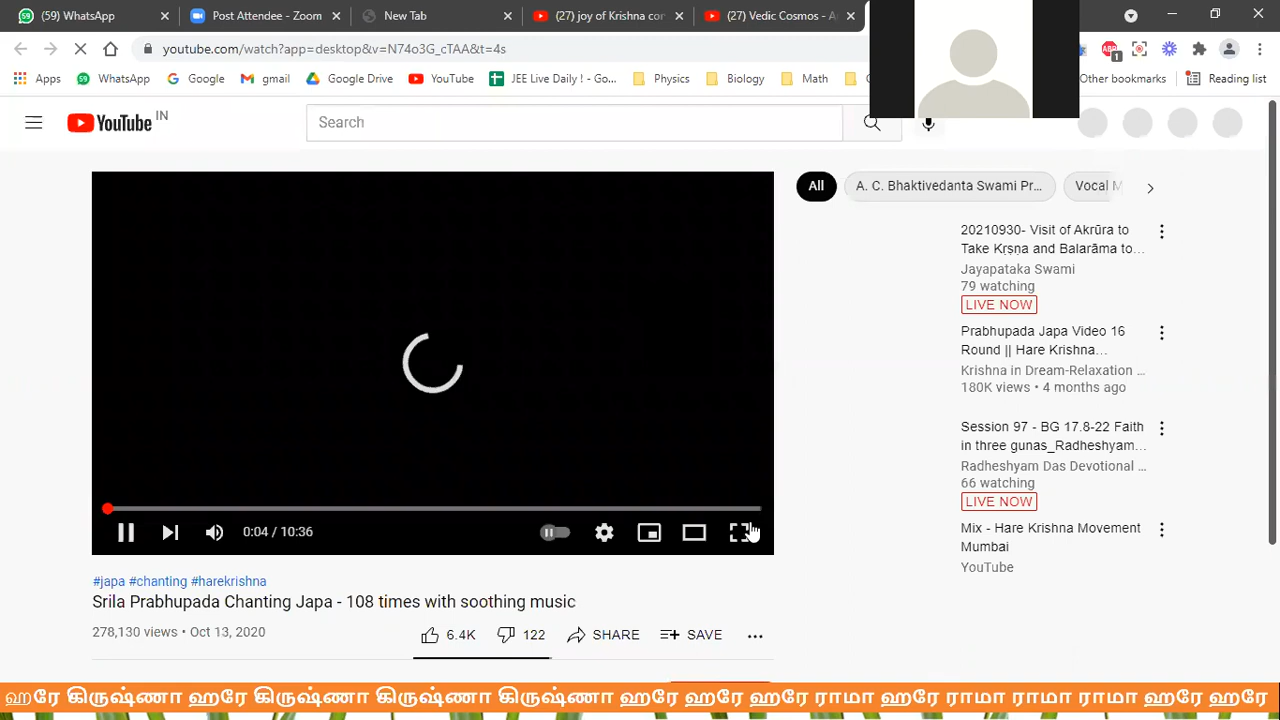 (59) WhatsApp
Post Attendee - Zoom
New Tab
(27) joy of Krishna cor
(27) Vedic Cosmos - A
youtube.com/watch?app=desktop&v=N74o3G_cTAA&t=4s
1
Apps
59 WhatsApp
Google
gmail
Google Drive
YouTube
JEE Live Daily ! - Go...
Physics
Biology
Math
Other bookmarks
Reading list
YouTube IN
Search
All
A. C. Bhaktivedanta Swami Pr...
Vocal M
20210930- Visit of Akrūra to
Take Kṛṣṇa and Balarāma to...
Jayapataka Swami
79 watching
LIVE NOW
Prabhupada Japa Video 16
Round || Hare Krishna...
Krishna in Dream-Relaxation ...
180K views • 4 months ago
Session 97 - BG 17.8-22 Faith
in three gunas_Radheshyam...
Radheshyam Das Devotional ...
66 watching
LIVE NOW
Mix - Hare Krishna Movement
Mumbai
YouTube
0:04 / 10:36
#japa #chanting #harekrishna
Srila Prabhupada Chanting Japa - 108 times with soothing music
278,130 views • Oct 13, 2020
6.4K
122
SHARE
SAVE
ஹரே கிருஷ்ணா ஹரே கிருஷ்ணா கிருஷ்ணா கிருஷ்ணா ஹரே ஹரே ஹரே ராமா ஹரே ராமா ராமா ராமா ஹரே ஹரே